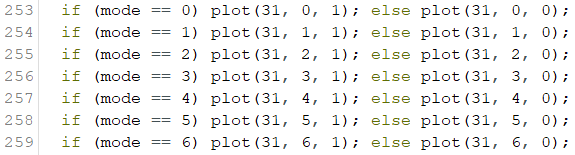 253 if (mode == 0) plot(31, 0, 1); else plot(31, 0, 0);
254 if (mode == 1) plot(31, 1, 1); else plot(31, 1, 0);
255 if (mode == 2) plot(31, 2, 1); else plot(31, 2, 0);
256 if (mode == 3) plot(31, 3, 1); else plot(31, 3, 0);
257 if (mode == 4) plot(31, 4, 1); else plot(31, 4, 0);
258 if (mode == 5) plot(31, 5, 1); else plot(31, 5, 0);
259 if (mode == 6) plot(31, 6, 1); else plot(31, 6, 0);